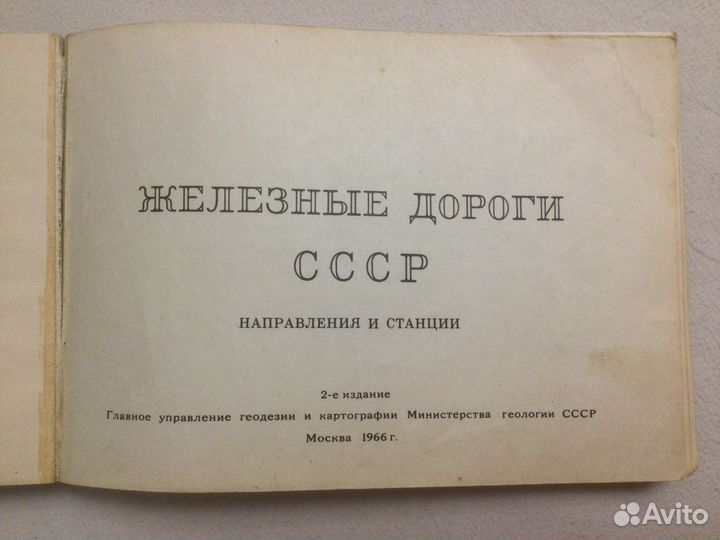 ЖЕЛЕЗНЫЕ ДОРОГИ
СССР
НАПРАВЛЕНИЯ И СТАНЦИИ
2-е издание
Главное управление геодезии и картографии Министерства геологии СССР
Москва 1966 г.
Avito